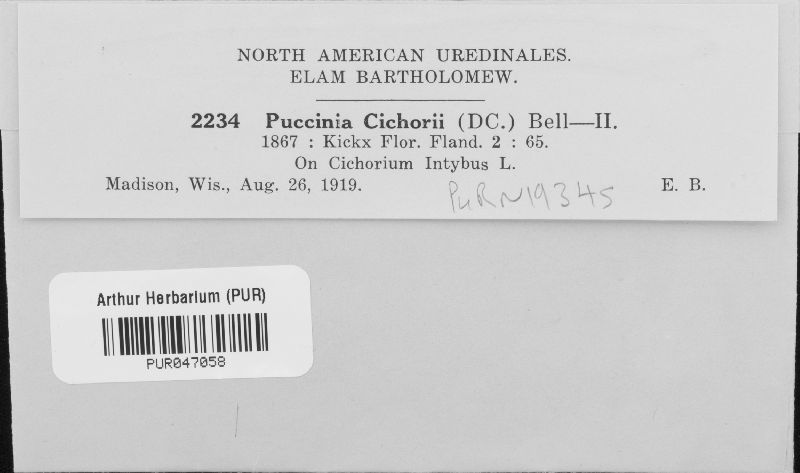 NORTH AMERICAN UREDINALES.
ELAM BARTHOLOMEW.
2234 Puccinia Cichorii (DC.) Bell—II.
1867 : Kickx Flor. Fland. 2 : 65.
On Cichorium Intybus L.
Madison, Wis., Aug. 26, 1919. E. B.
PuRN19345
Arthur Herbarium (PUR)
PUR047058